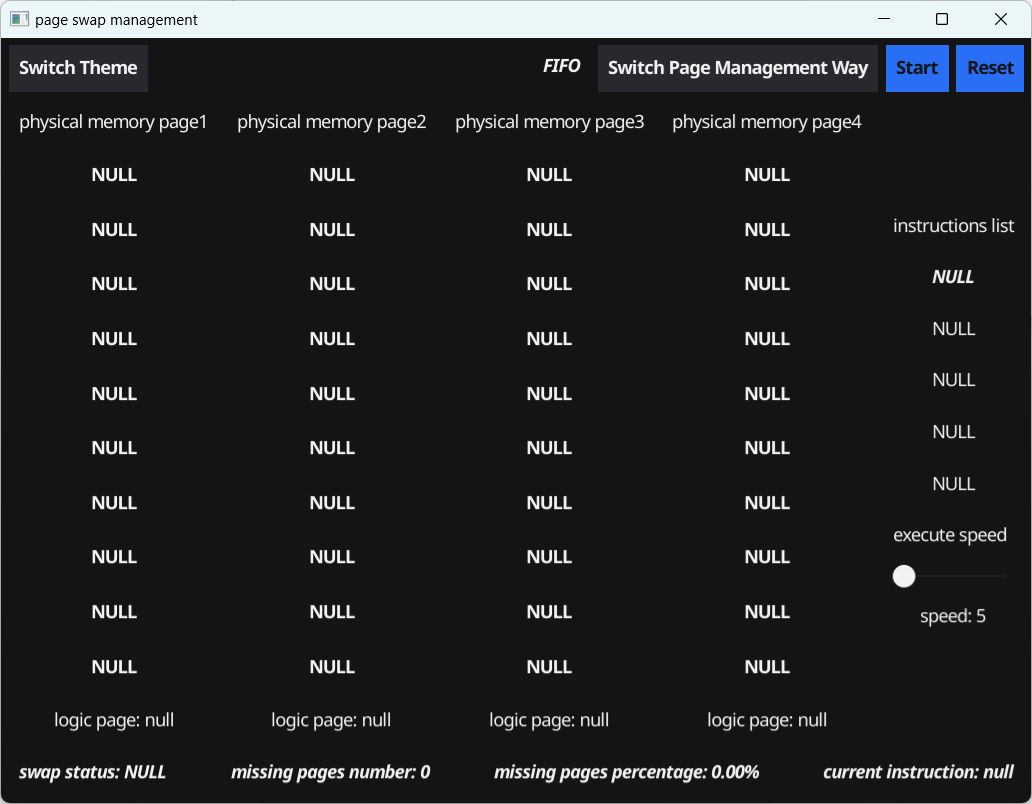 page swap management
Switch Theme FIFO Switch Page Management Way Start Reset
physical memory page1 physical memory page2 physical memory page3 physical memory page4
NULL NULL NULL NULL
NULL NULL NULL NULL
instructions list
NULL NULL NULL NULL
NULL
NULL NULL NULL NULL
NULL
NULL NULL NULL NULL
NULL
NULL NULL NULL NULL
NULL
NULL NULL NULL NULL
NULL
execute speed
NULL NULL NULL NULL
NULL NULL NULL NULL
speed: 5
NULL NULL NULL NULL
logic page: null logic page: null logic page: null logic page: null
swap status: NULL missing pages number: 0 missing pages percentage: 0.00% current instruction: null